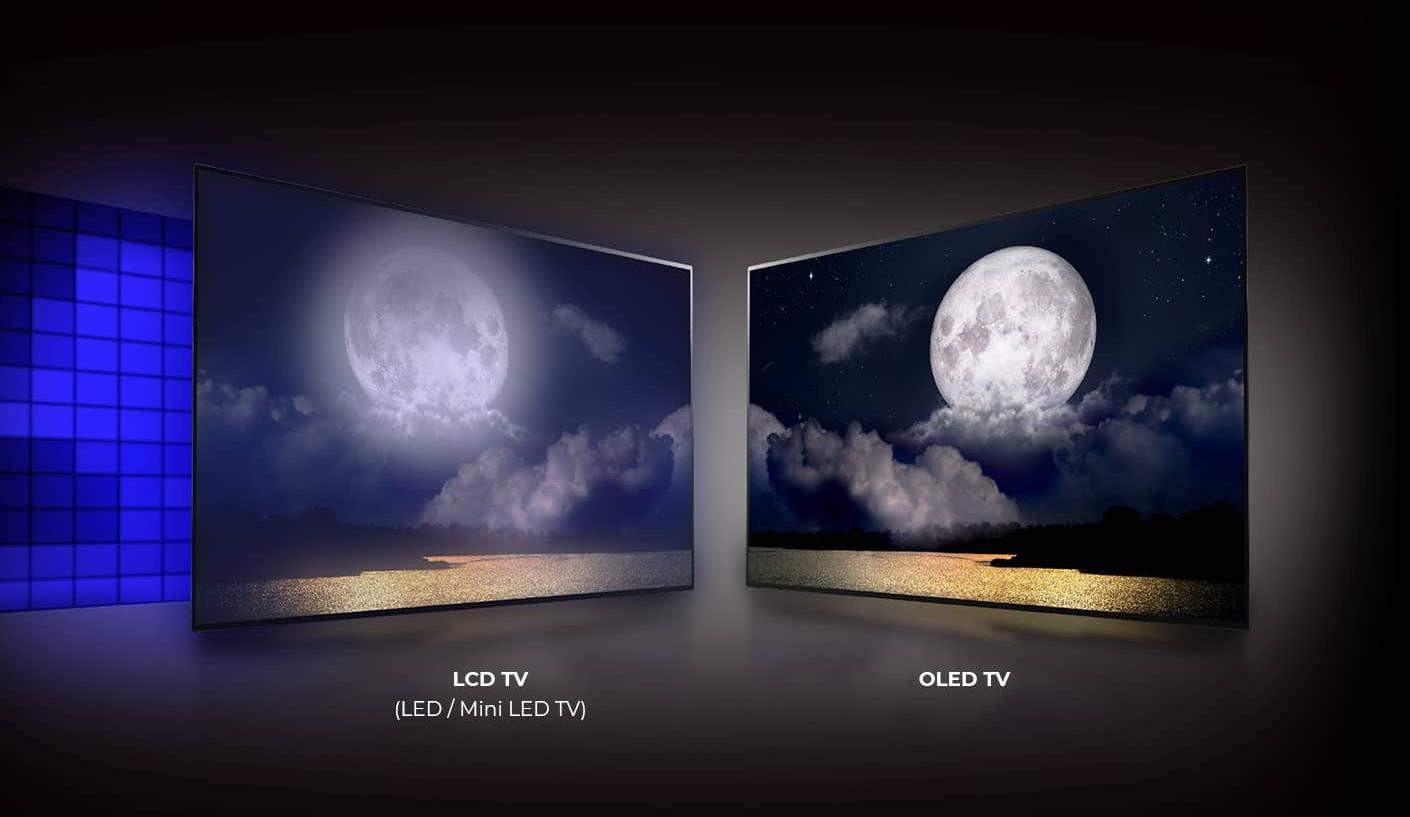 LCD TV
(LED / Mini LED TV)
OLED TV